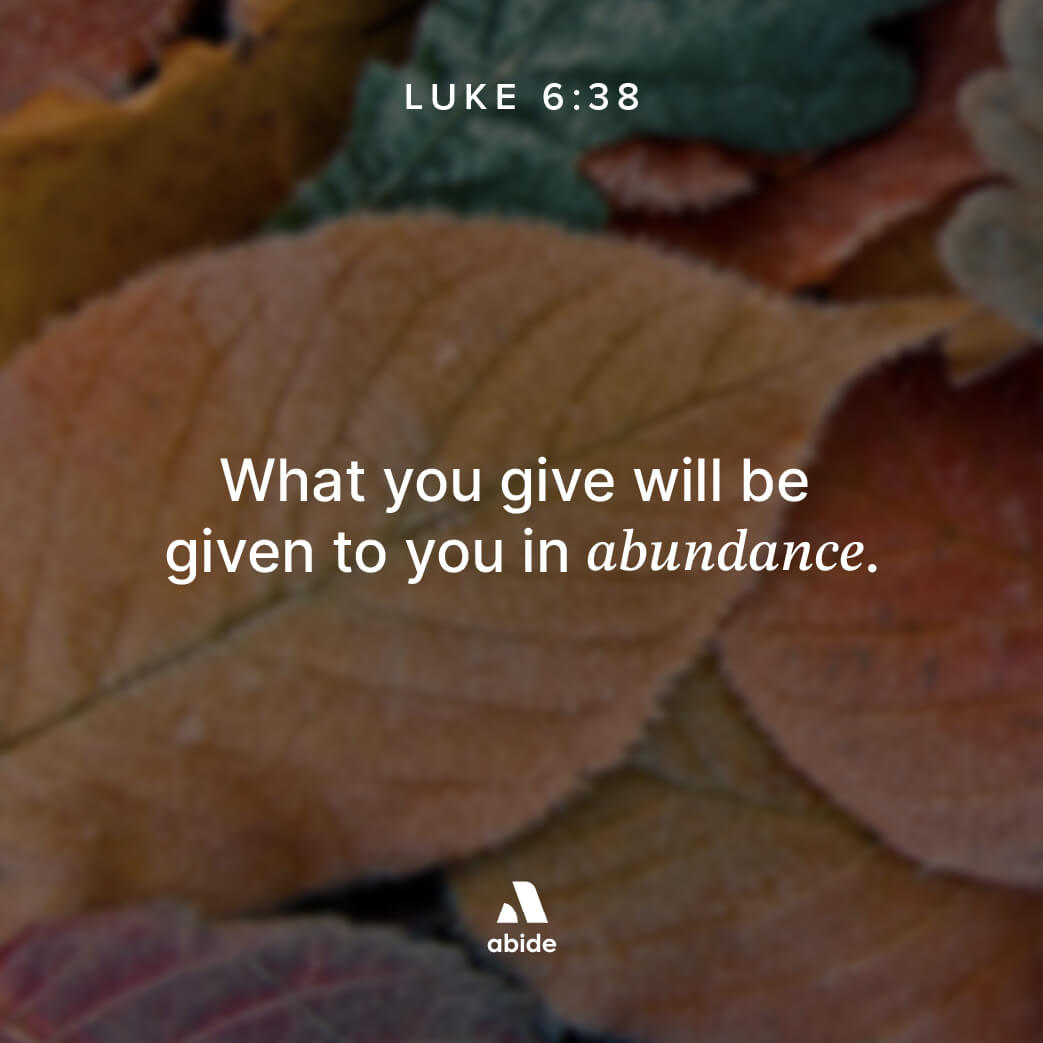 LUKE 6:38
What you give will be
given to you in abundance.
abide